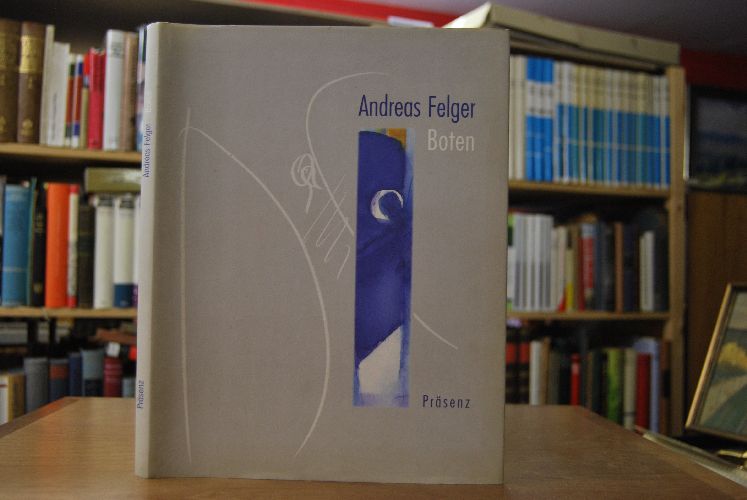 Andreas Felger
Boten
Präsenz
Andreas Felger
Präsenz